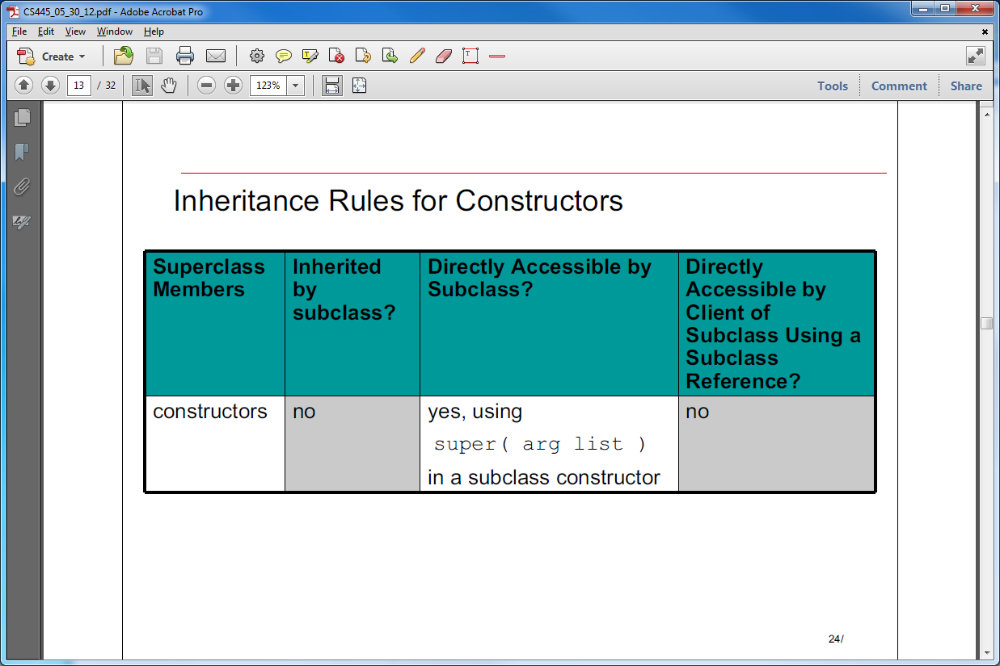 CS445_05_30_12.pdf - Adobe Acrobat Pro
File Edit View Window Help
Create
13 / 32 123% Tools Comment Share
Inheritance Rules for Constructors
Superclass Members
Inherited by subclass?
Directly Accessible by Subclass?
Directly Accessible by Client of Subclass Using a Subclass Reference?
constructors
no
yes, using
super( arg list )
in a subclass constructor
no
24/